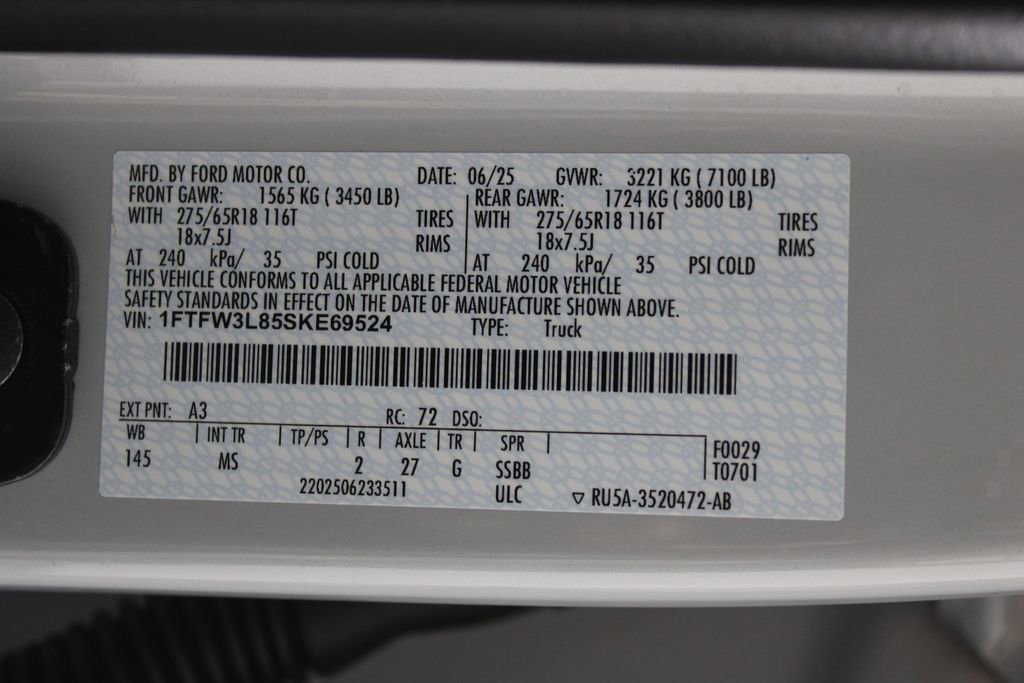 MFD. BY FORD MOTOR CO. DATE: 06/25 GVWR: 3221 KG ( 7100 LB)
FRONT GAWR: 1565 KG ( 3450 LB) REAR GAWR: 1724 KG ( 3800 LB)
WITH 275/65R18 116T TIRES WITH 275/65R18 116T TIRES
18x7.5J RIMS 18x7.5J RIMS
AT 240 kPa/ 35 PSI COLD AT 240 kPa/ 35 PSI COLD
THIS VEHICLE CONFORMS TO ALL APPLICABLE FEDERAL MOTOR VEHICLE
SAFETY STANDARDS IN EFFECT ON THE DATE OF MANUFACTURE SHOWN ABOVE.
VIN: 1FTFW3L85SKE69524 TYPE: Truck
EXT PNT: A3 RC: 72 DSO:
WB INT TR TP/PS R AXLE TR SPR F0029
145 MS 2 27 G SSBB T0701
2202506233511 ULC ▽ RU5A-3520472-AB